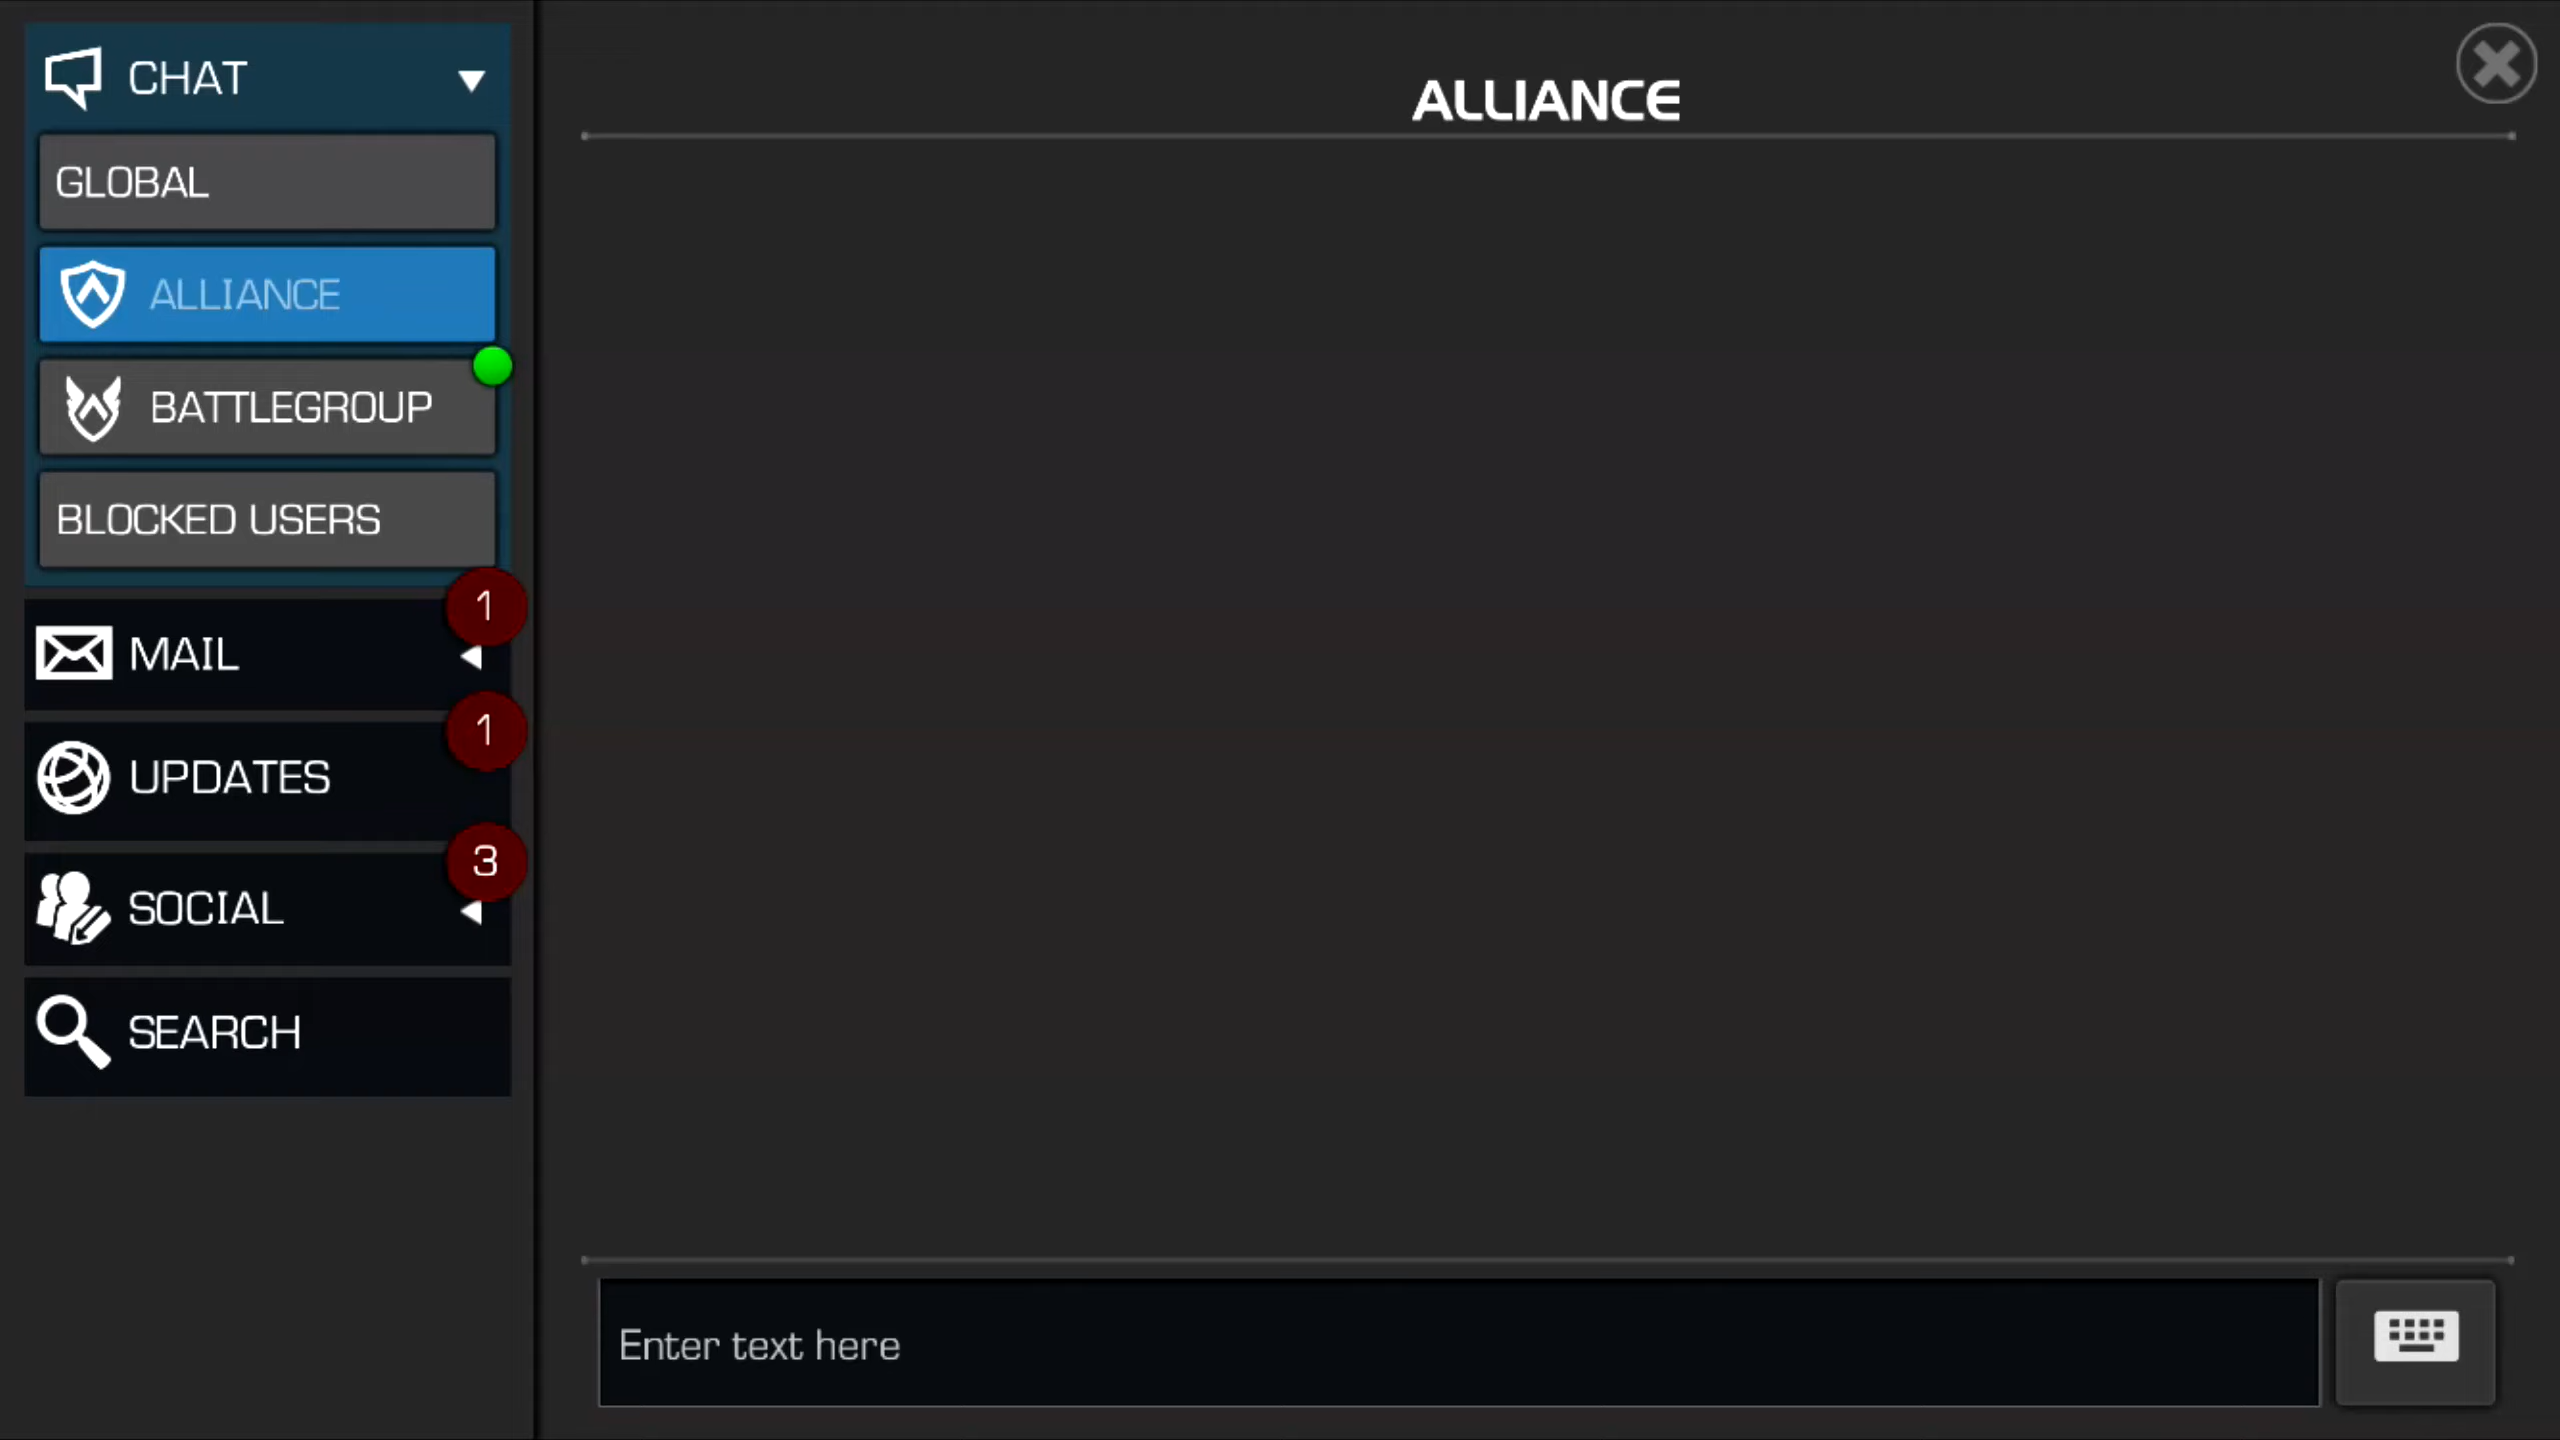 CHAT
GLOBAL
ALLIANCE
BATTLEGROUP
BLOCKED USERS
1
MAIL
1
UPDATES
3
SOCIAL
SEARCH
ALLIANCE
Enter text here